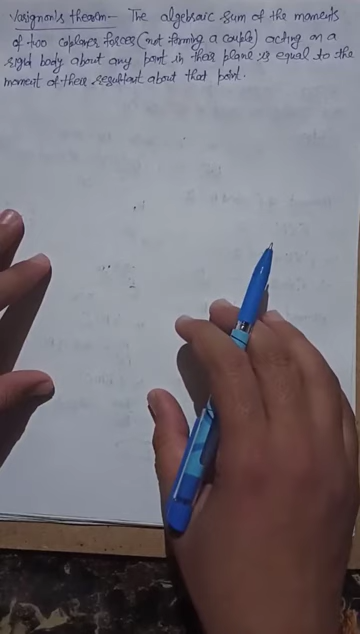 Varignon's theorem- The algebraic sum of the moments
of two coplaner forces (not forming a couple) acting on a
rigid body about any point in their plane is equal to the
moment of their resultant about that point.